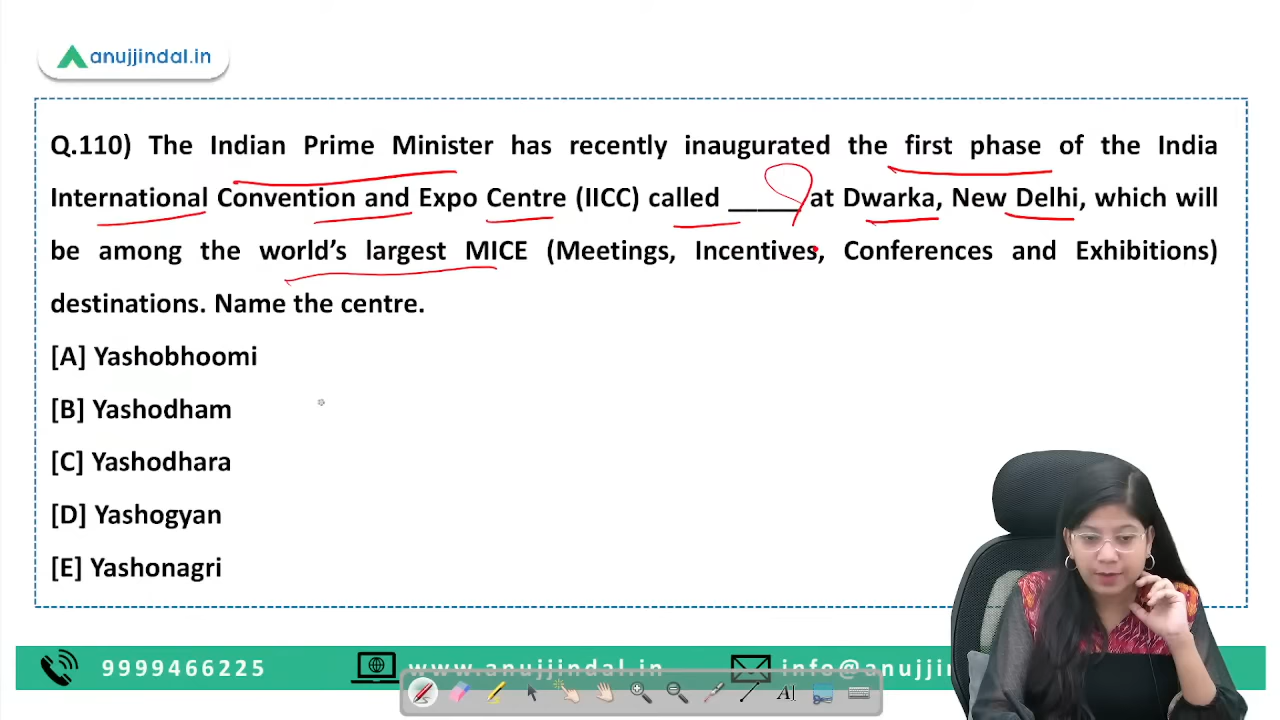 anujjindal.in
Q.110) The Indian Prime Minister has recently inaugurated the first phase of the India
International Convention and Expo Centre (IICC) called _____ at Dwarka, New Delhi, which will
be among the world's largest MICE (Meetings, Incentives, Conferences and Exhibitions)
destinations. Name the centre.
[A] Yashobhoomi
[B] Yashodham
[C] Yashodhara
[D] Yashogyan
[E] Yashonagri
9999466225 www.anujjindal.in